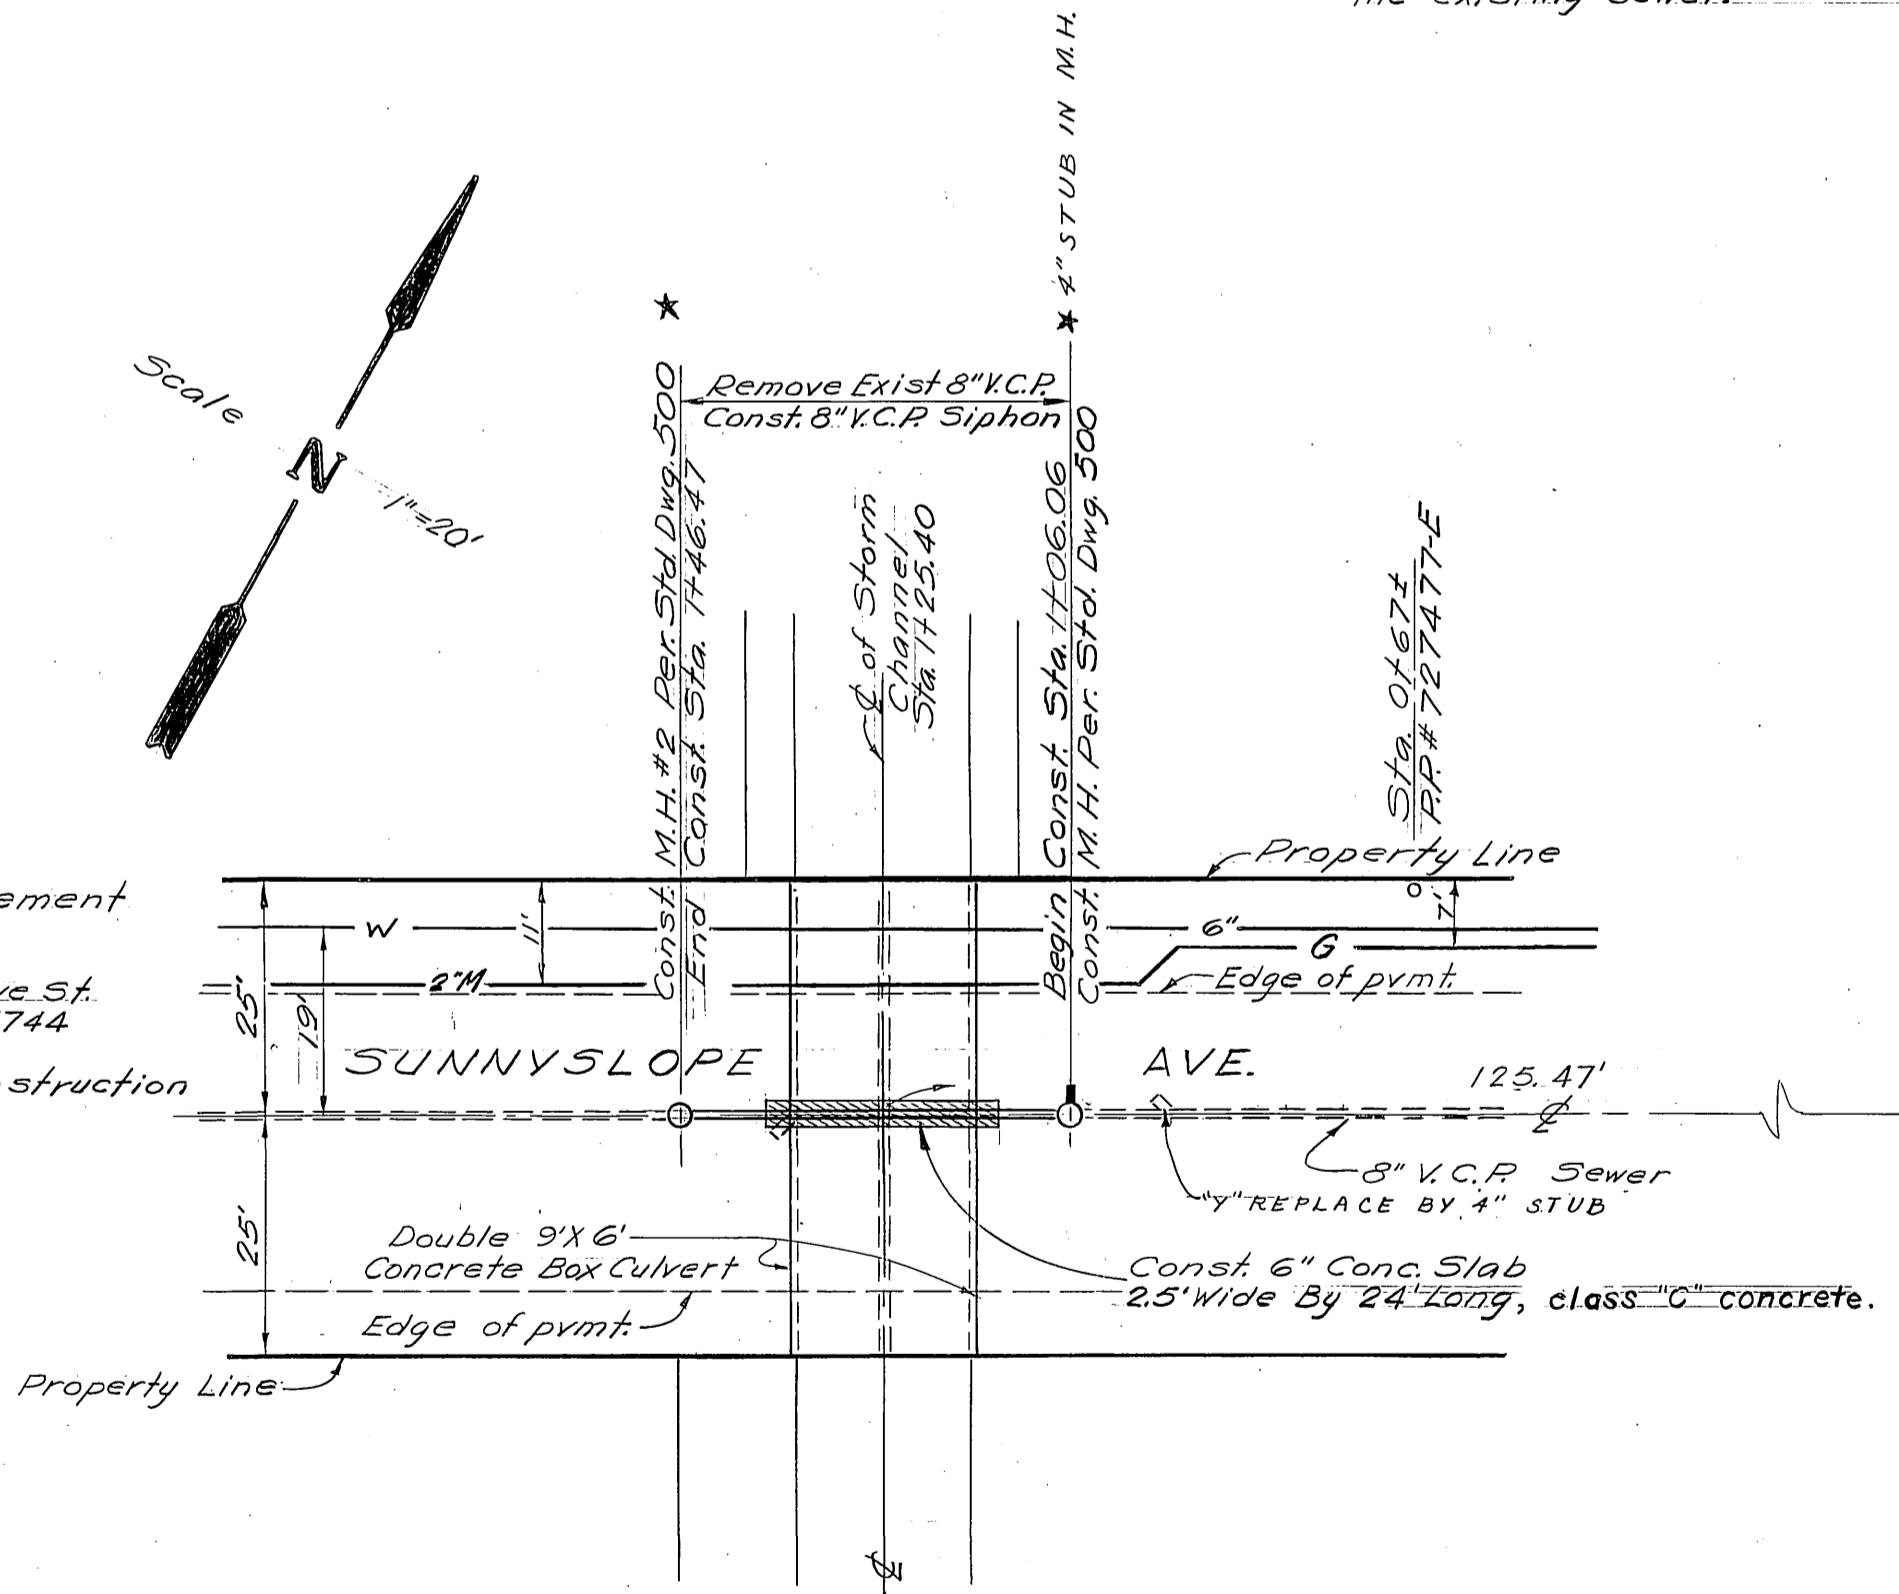 the existing Sewer.
4" STUB IN M.H.
Scale
N
1"=20'
Remove Exist 8" V.C.P.
Const. 8" V.C.P. Siphon
Const. M.H. #2 Per. Std. Dwg. 500
End Const. Sta. 1+46.47
℄ of Storm
Channel
Sta. 1+25.40
Begin Const. Sta. 1+06.06
Const. M.H. Per. Std. Dwg. 500
Sta. 0+67±
P.P. # 727477-E
Property Line
ement
W
11'
6"
7'
G
2"M
Edge of pvmt.
ve St.
744
25'
19'
SUNNYSLOPE AVE.
struction
125.47'
℄
8" V.C.P. Sewer
"Y" REPLACE BY 4" STUB
25'
Double 9'X 6'
Concrete Box Culvert
Const. 6" Conc. Slab
2.5' Wide By 24' Long, class "C" concrete.
Edge of pvmt.
Property Line
℄